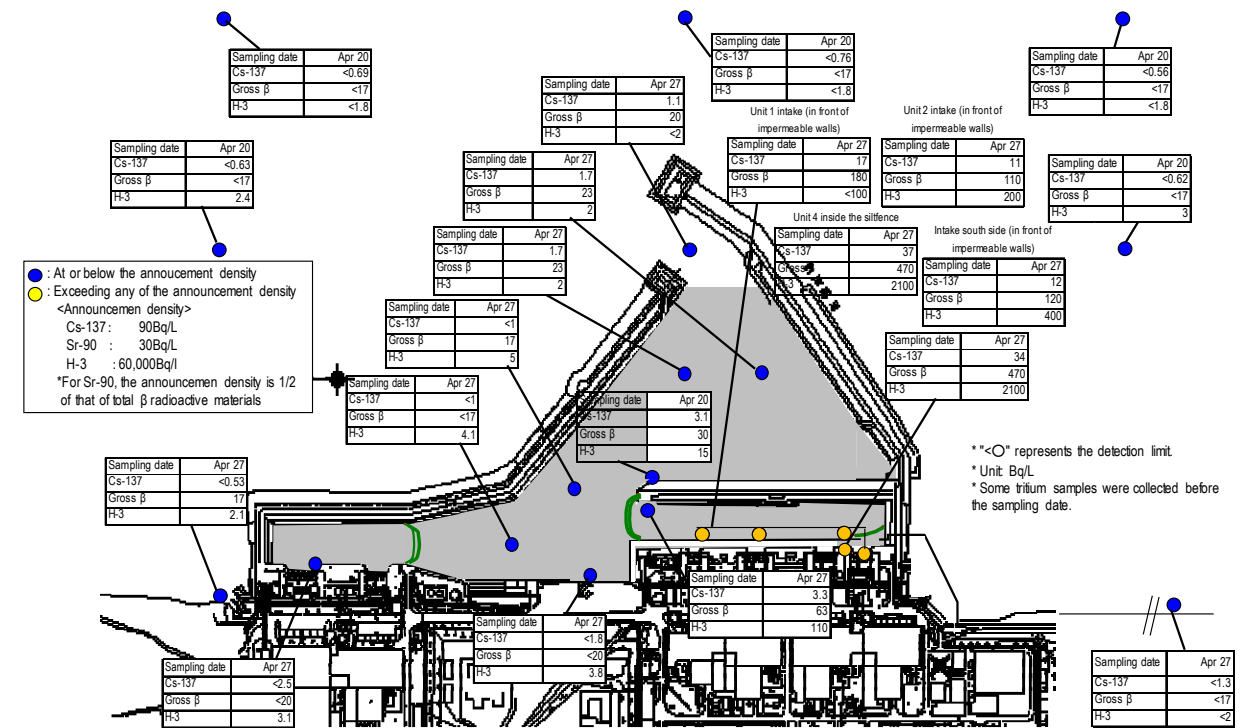 Sampling date Apr 20
Cs-137 <0.69
Gross β <17
H-3 <1.8
Sampling date Apr 20
Cs-137 <0.76
Gross β <17
H-3 <1.8
Sampling date Apr 20
Cs-137 <0.56
Gross β <17
H-3 <1.8
Sampling date Apr 27
Cs-137 1.1
Gross β 20
H-3 <2
Unit 1 intake (in front of
impermeable walls)
Sampling date Apr 27
Cs-137 17
Gross β 180
H-3 <100
Unit 2 intake (in front of
impermeable walls)
Sampling date Apr 27
Cs-137 11
Gross β 110
H-3 200
Sampling date Apr 20
Cs-137 <0.63
Gross β <17
H-3 2.4
Sampling date Apr 27
Cs-137 1.7
Gross β 23
H-3 2
Sampling date Apr 20
Cs-137 <0.62
Gross β <17
H-3 3
Sampling date Apr 27
Cs-137 1.7
Gross β 23
H-3 2
Unit 4 inside the siltfence
Sampling date Apr 27
Cs-137 37
Gross β 470
H-3 2100
Intake south side (in front of
impermeable walls)
Sampling date Apr 27
Cs-137 12
Gross β 120
H-3 400
: At or below the annoucement density
: Exceeding any of the announcement density
<Announcemen density>
Cs-137 : 90Bq/L
Sr-90 : 30Bq/L
H-3 : 60,000Bq/l
*For Sr-90, the announcemen density is 1/2
of that of total β radioactive materials
Sampling date Apr 27
Cs-137 <1
Gross β 17
H-3 5
Sampling date Apr 27
Cs-137 34
Gross β 470
H-3 2100
Sampling date Apr 27
Cs-137 <1
Gross β <17
H-3 4.1
Sampling date Apr 20
Cs-137 3.1
Gross β 30
H-3 15
* "<O" represents the detection limit.
* Unit: Bq/L
* Some tritium samples were collected before
the sampling date.
Sampling date Apr 27
Cs-137 <0.53
Gross β 17
H-3 2.1
Sampling date Apr 27
Cs-137 3.3
Gross β 63
H-3 110
Sampling date Apr 27
Cs-137 <1.8
Gross β <20
H-3 3.8
Sampling date Apr 27
Cs-137 <2.5
Gross β <20
H-3 3.1
Sampling date Apr 27
Cs-137 <1.3
Gross β <17
H-3 <2